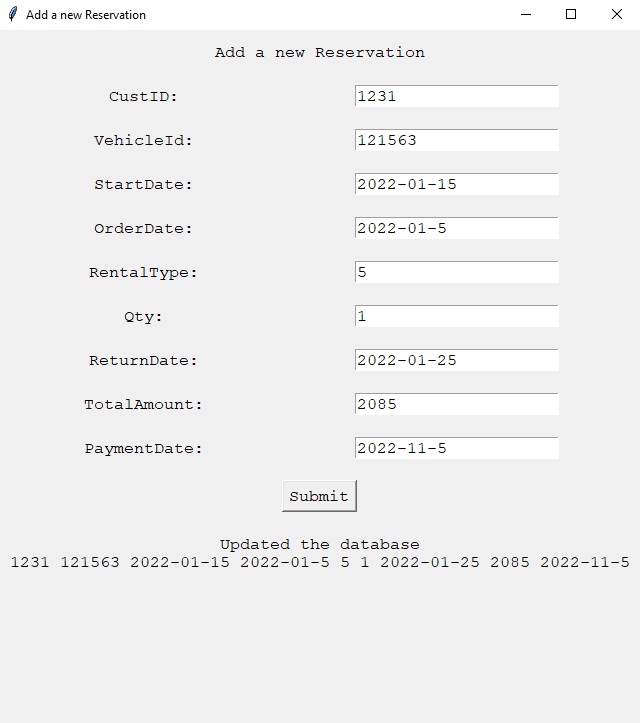 Add a new Reservation
Add a new Reservation
CustID: 1231
VehicleId: 121563
StartDate: 2022-01-15
OrderDate: 2022-01-5
RentalType: 5
Qty: 1
ReturnDate: 2022-01-25
TotalAmount: 2085
PaymentDate: 2022-11-5
Submit
Updated the database
1231 121563 2022-01-15 2022-01-5 5 1 2022-01-25 2085 2022-11-5